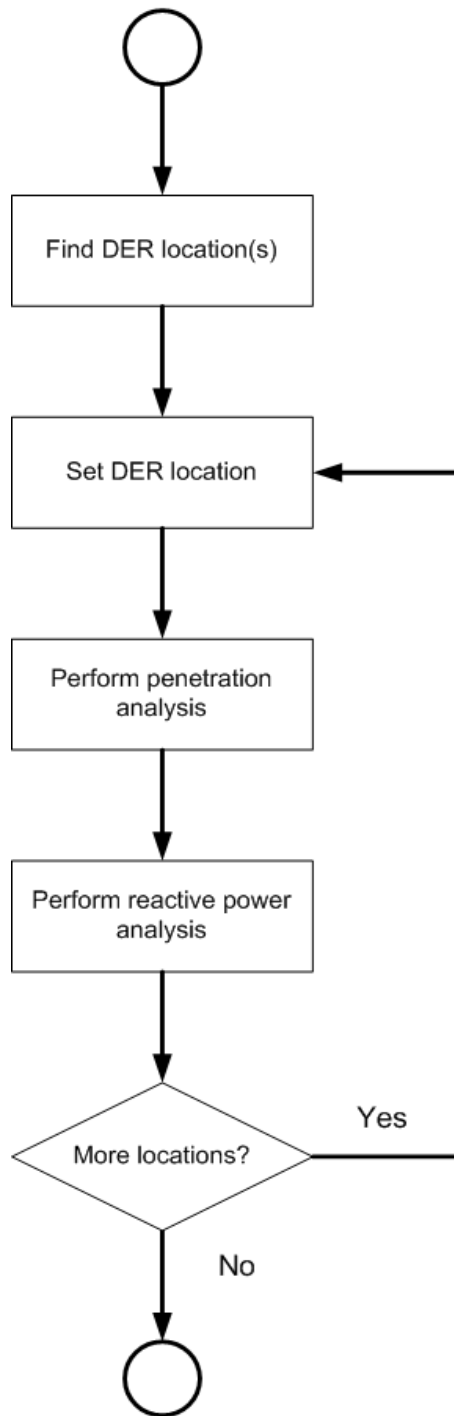 Find DER location(s)
Set DER location
Perform penetration
analysis
Perform reactive power
analysis
Yes
More locations?
No